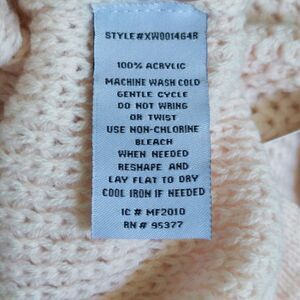 STYLE#XW001464B
100% ACRYLIC
MACHINE WASH COLD
GENTLE CYCLE
DO NOT WRING
OR TWIST
USE NON-CHLORINE
BLEACH
WHEN NEEDED
RESHAPE AND
LAY FLAT TO DRY
COOL IRON IF NEEDED
IC # MF2010
RN # 95377